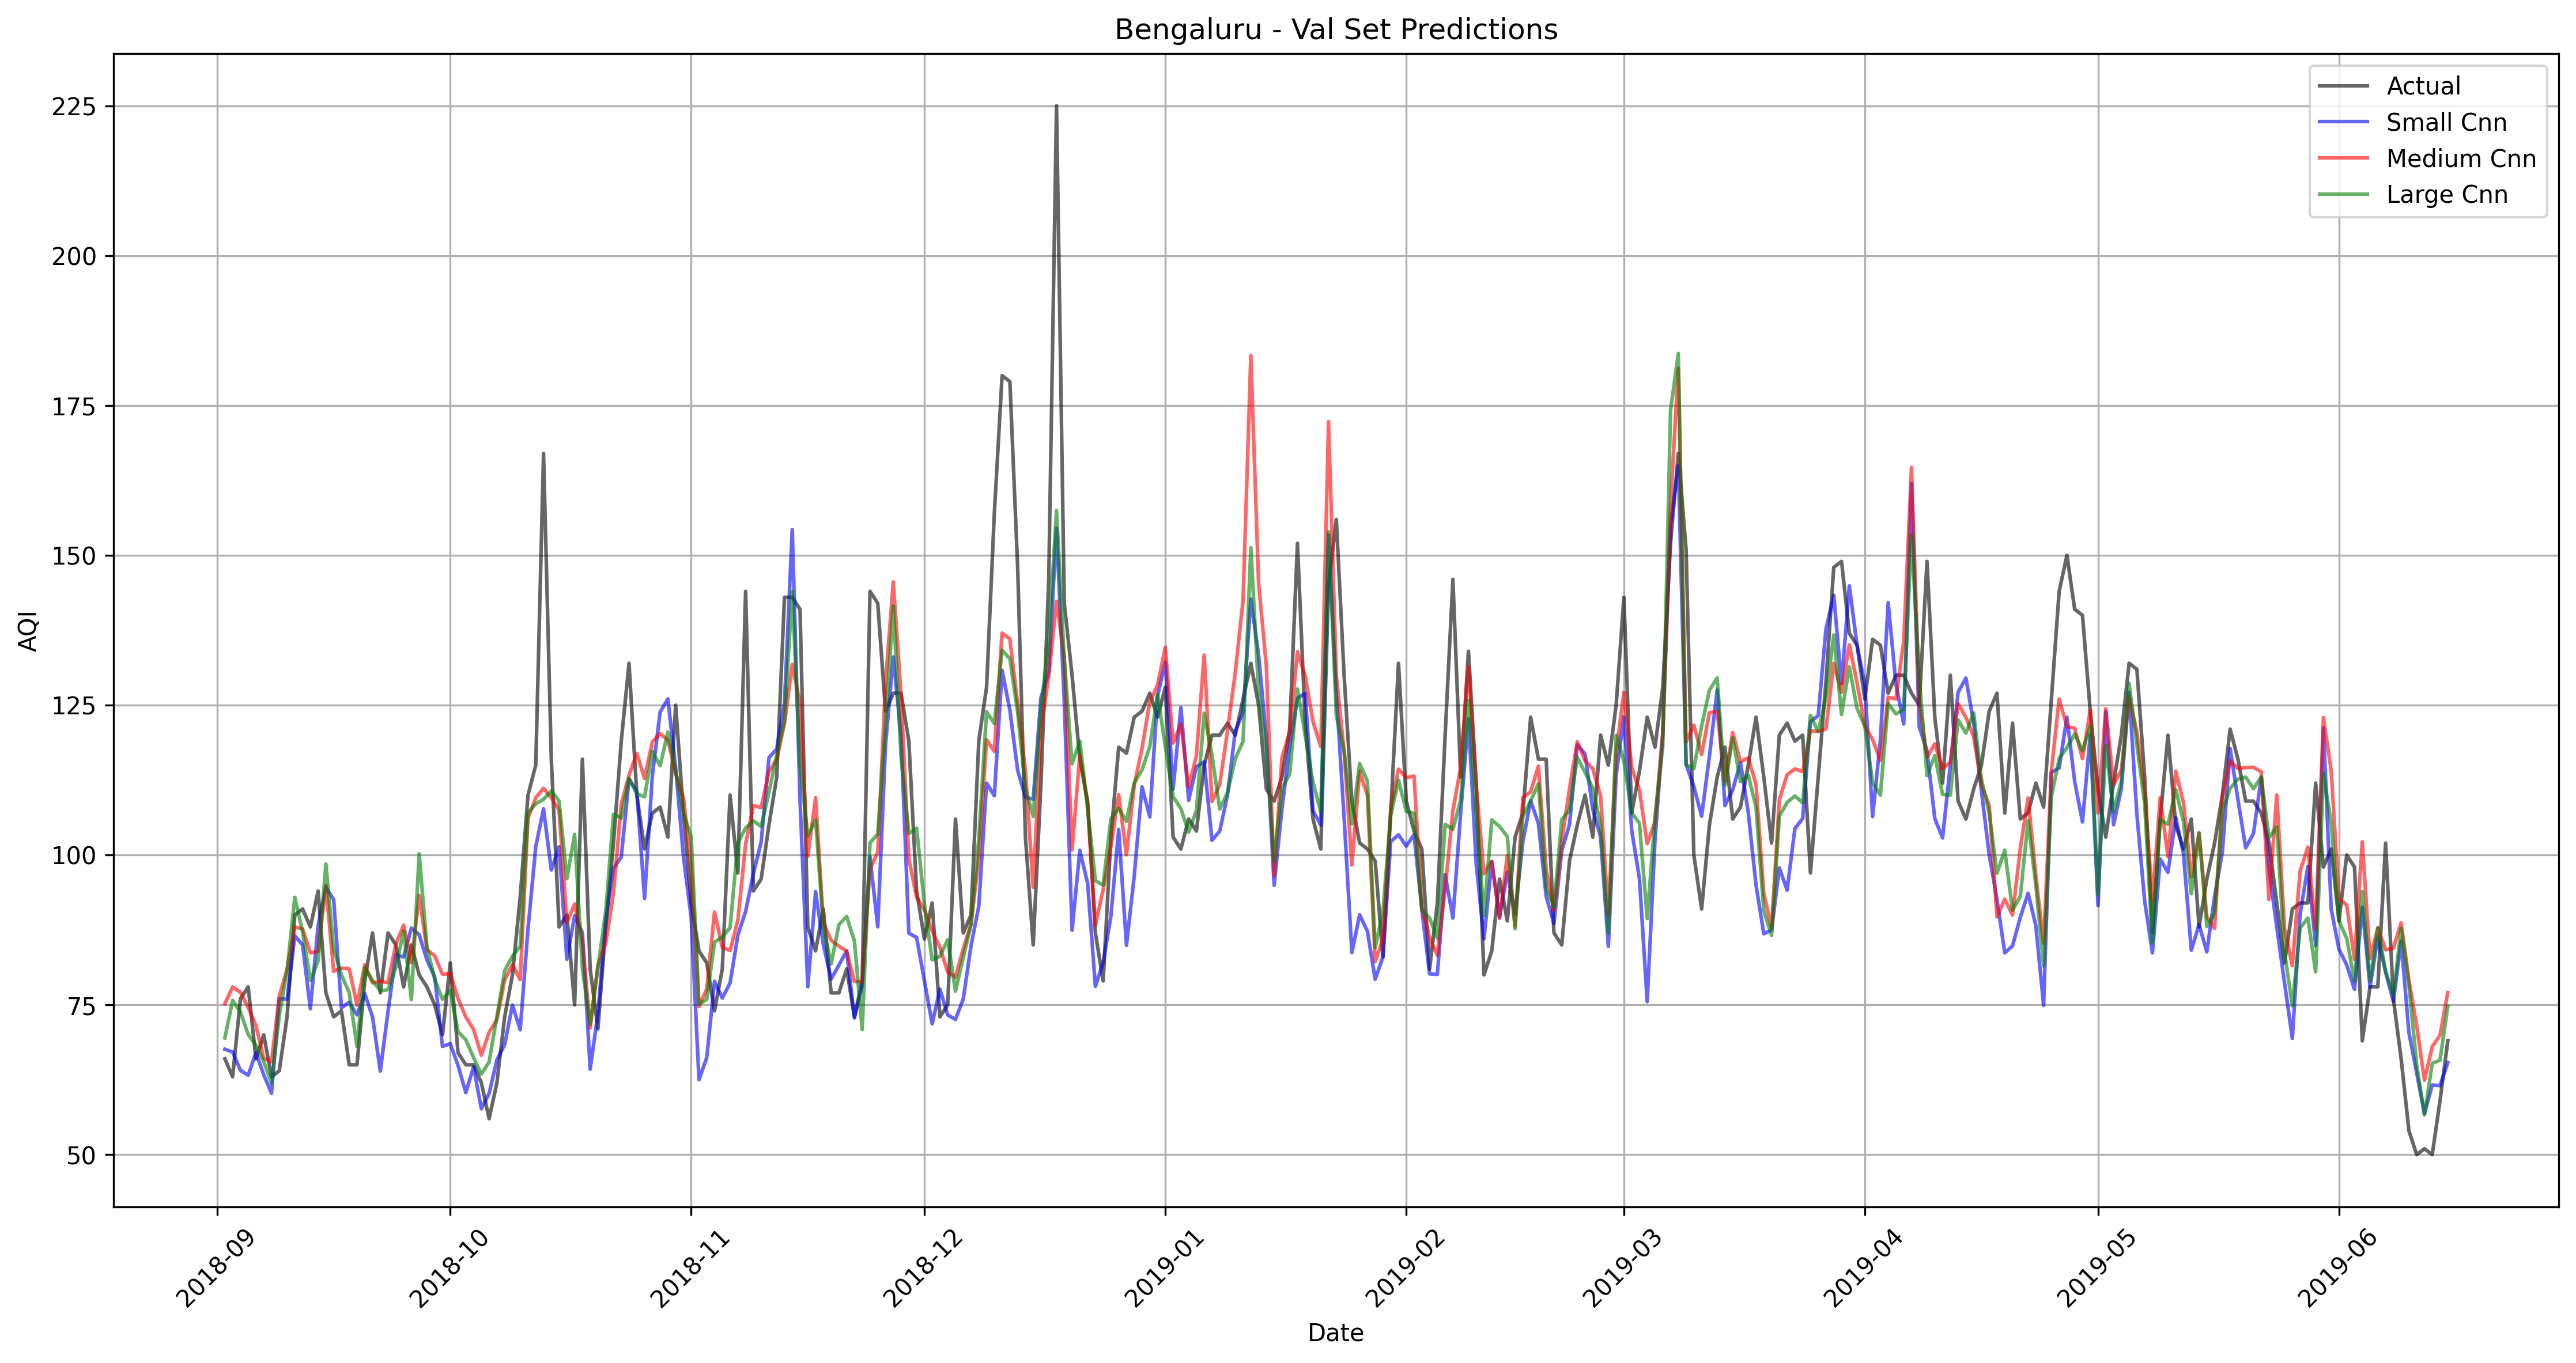 Bengaluru - Val Set Predictions
Actual
Small Cnn
Medium Cnn
Large Cnn
AQI
225
200
175
150
125
100
75
50
2018-09
2018-10
2018-11
2018-12
2019-01
2019-02
2019-03
2019-04
2019-05
2019-06
Date